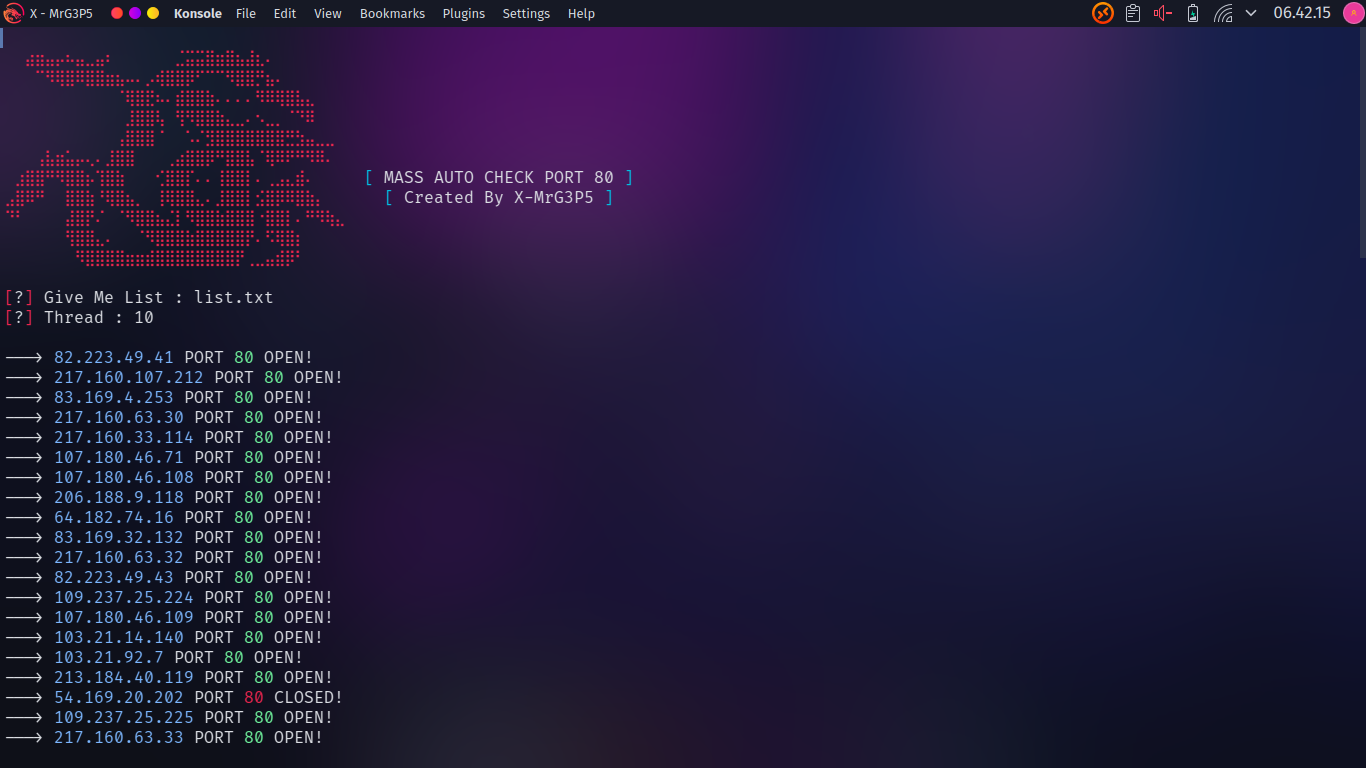 X - MrG3P5 Konsole File Edit View Bookmarks Plugins Settings Help 06.42.15
[ MASS AUTO CHECK PORT 80 ]
[ Created By X-MrG3P5 ]
[?] Give Me List : list.txt
[?] Thread : 10
───> 82.223.49.41 PORT 80 OPEN!
───> 217.160.107.212 PORT 80 OPEN!
───> 83.169.4.253 PORT 80 OPEN!
───> 217.160.63.30 PORT 80 OPEN!
───> 217.160.33.114 PORT 80 OPEN!
───> 107.180.46.71 PORT 80 OPEN!
───> 107.180.46.108 PORT 80 OPEN!
───> 206.188.9.118 PORT 80 OPEN!
───> 64.182.74.16 PORT 80 OPEN!
───> 83.169.32.132 PORT 80 OPEN!
───> 217.160.63.32 PORT 80 OPEN!
───> 82.223.49.43 PORT 80 OPEN!
───> 109.237.25.224 PORT 80 OPEN!
───> 107.180.46.109 PORT 80 OPEN!
───> 103.21.14.140 PORT 80 OPEN!
───> 103.21.92.7 PORT 80 OPEN!
───> 213.184.40.119 PORT 80 OPEN!
───> 54.169.20.202 PORT 80 CLOSED!
───> 109.237.25.225 PORT 80 OPEN!
───> 217.160.63.33 PORT 80 OPEN!